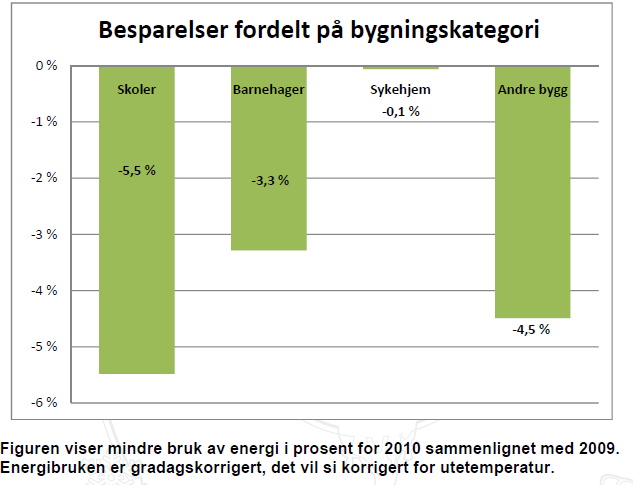 Besparelser fordelt på bygningskategori
0 %
Skoler
Barnehager
Sykehjem
Andre bygg
-0,1 %
-1 %
-5,5 %
-3,3 %
-2 %
-3 %
-4 %
-4,5 %
-5 %
-6 %
Figuren viser mindre bruk av energi i prosent for 2010 sammenlignet med 2009.
Energibruken er gradagskorrigert, det vil si korrigert for utetemperatur.